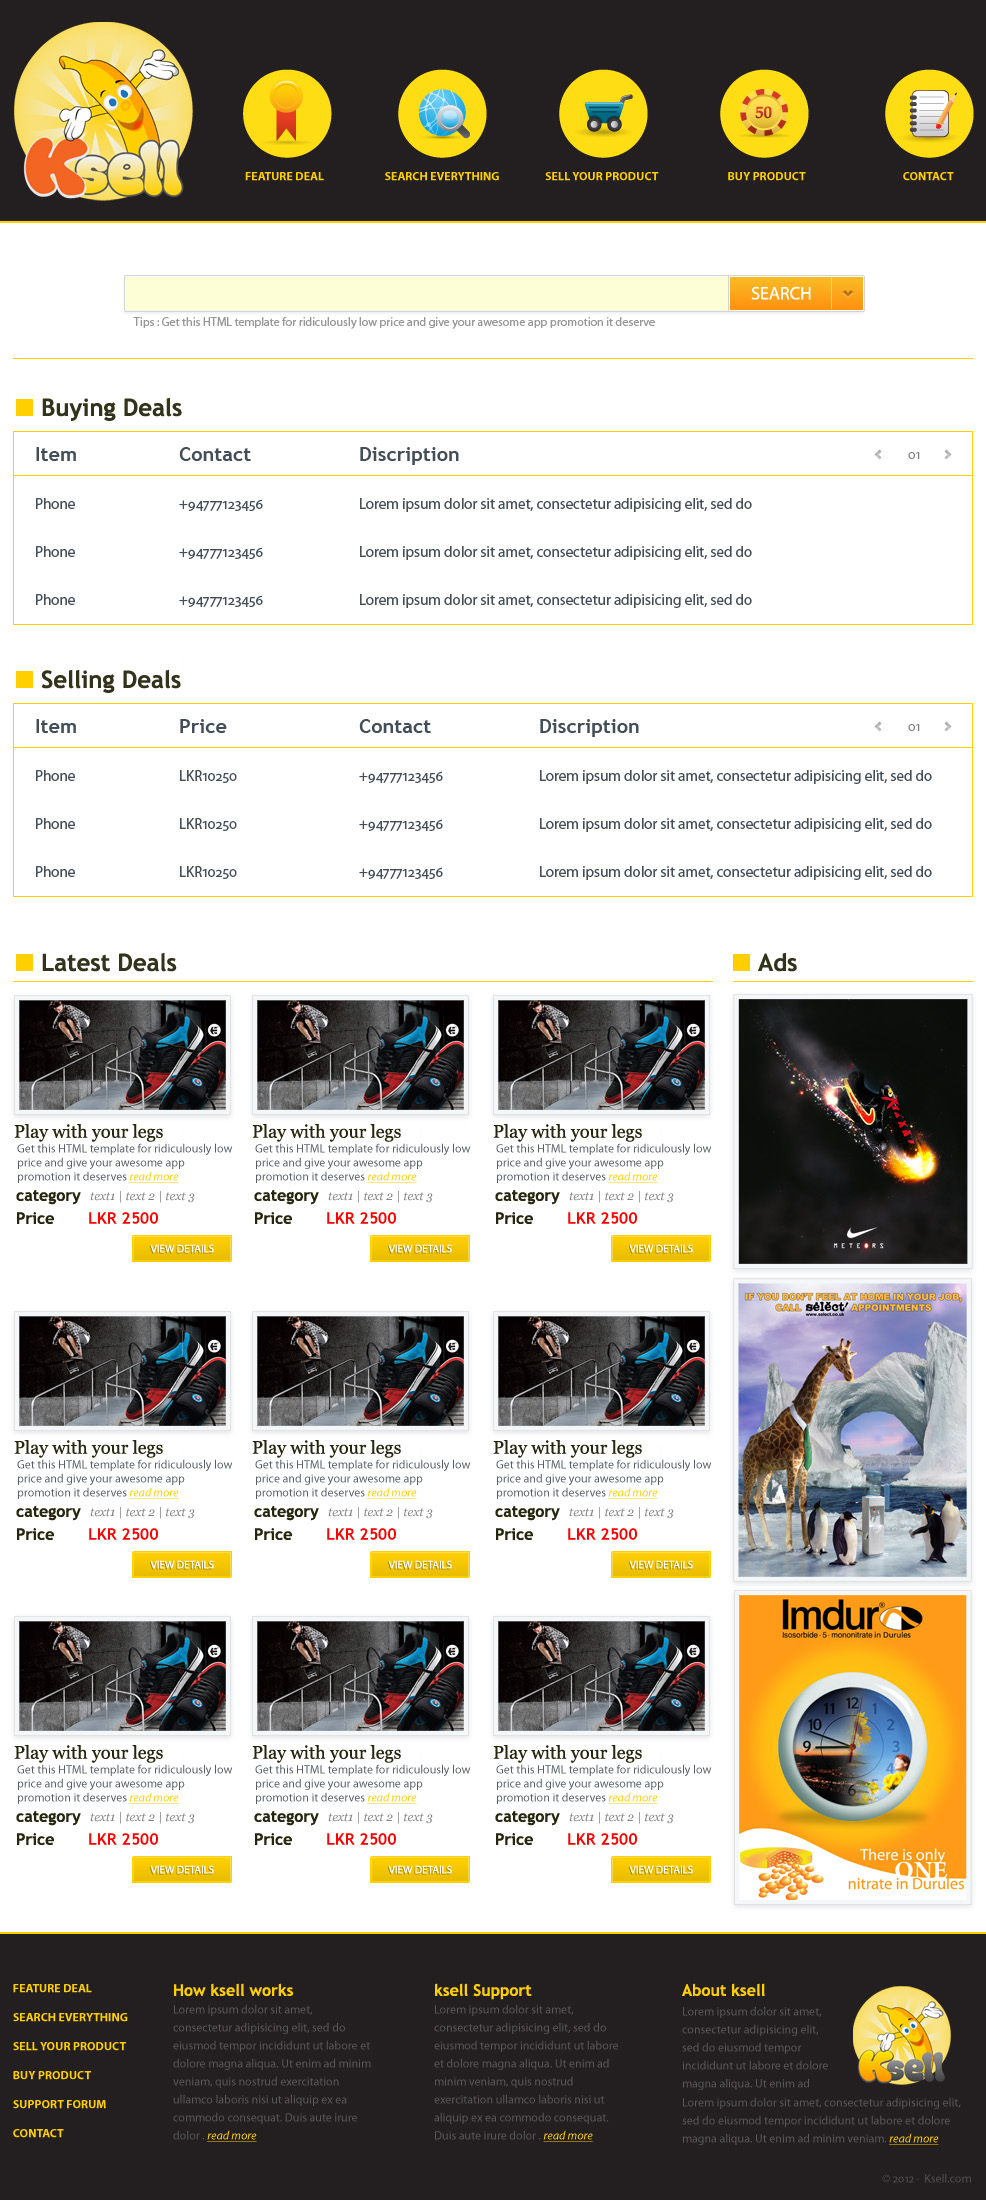 Ksell
FEATURE DEAL
SEARCH EVERYTHING
SELL YOUR PRODUCT
50
BUY PRODUCT
CONTACT
SEARCH
Tips : Get this HTML template for ridiculously low price and give your awesome app promotion it deserve
Buying Deals
Item Contact Discription 01
Phone +94777123456 Lorem ipsum dolor sit amet, consectetur adipisicing elit, sed do
Phone +94777123456 Lorem ipsum dolor sit amet, consectetur adipisicing elit, sed do
Phone +94777123456 Lorem ipsum dolor sit amet, consectetur adipisicing elit, sed do
Selling Deals
Item Price Contact Discription 01
Phone LKR10250 +94777123456 Lorem ipsum dolor sit amet, consectetur adipisicing elit, sed do
Phone LKR10250 +94777123456 Lorem ipsum dolor sit amet, consectetur adipisicing elit, sed do
Phone LKR10250 +94777123456 Lorem ipsum dolor sit amet, consectetur adipisicing elit, sed do
Latest Deals
Play with your legs
Get this HTML template for ridiculously low
price and give your awesome app
promotion it deserves read more
category text1 | text 2 | text 3
Price LKR 2500
VIEW DETAILS
Play with your legs
Get this HTML template for ridiculously low
price and give your awesome app
promotion it deserves read more
category text1 | text 2 | text 3
Price LKR 2500
VIEW DETAILS
Play with your legs
Get this HTML template for ridiculously low
price and give your awesome app
promotion it deserves read more
category text1 | text 2 | text 3
Price LKR 2500
VIEW DETAILS
Play with your legs
Get this HTML template for ridiculously low
price and give your awesome app
promotion it deserves read more
category text1 | text 2 | text 3
Price LKR 2500
VIEW DETAILS
Play with your legs
Get this HTML template for ridiculously low
price and give your awesome app
promotion it deserves read more
category text1 | text 2 | text 3
Price LKR 2500
VIEW DETAILS
Play with your legs
Get this HTML template for ridiculously low
price and give your awesome app
promotion it deserves read more
category text1 | text 2 | text 3
Price LKR 2500
VIEW DETAILS
Play with your legs
Get this HTML template for ridiculously low
price and give your awesome app
promotion it deserves read more
category text1 | text 2 | text 3
Price LKR 2500
VIEW DETAILS
Play with your legs
Get this HTML template for ridiculously low
price and give your awesome app
promotion it deserves read more
category text1 | text 2 | text 3
Price LKR 2500
VIEW DETAILS
Play with your legs
Get this HTML template for ridiculously low
price and give your awesome app
promotion it deserves read more
category text1 | text 2 | text 3
Price LKR 2500
VIEW DETAILS
Ads
METEORS
IF YOU DON'T FEEL AT HOME IN YOUR JOB,
CALL select APPOINTMENTS
www.select.co.uk
Imdur®
Isosorbide - 5 - mononitrate in Durules
11 12 1
10 2
9 3
4
6
There is only
ONE
nitrate in Durules
FEATURE DEAL
SEARCH EVERYTHING
SELL YOUR PRODUCT
BUY PRODUCT
SUPPORT FORUM
CONTACT
How ksell works
Lorem ipsum dolor sit amet,
consectetur adipisicing elit, sed do
eiusmod tempor incididunt ut labore et
dolore magna aliqua. Ut enim ad minim
veniam, quis nostrud exercitation
ullamco laboris nisi ut aliquip ex ea
commodo consequat. Duis aute irure
dolor . read more
ksell Support
Lorem ipsum dolor sit amet,
consectetur adipisicing elit, sed do
eiusmod tempor incididunt ut labore
et dolore magna aliqua. Ut enim ad
minim veniam, quis nostrud
exercitation ullamco laboris nisi ut
aliquip ex ea commodo consequat.
Duis aute irure dolor . read more
About ksell
Lorem ipsum dolor sit amet,
consectetur adipisicing elit,
sed do eiusmod tempor
incididunt ut labore et dolore
magna aliqua. Ut enim ad
Lorem ipsum dolor sit amet, consectetur adipisicing elit,
sed do eiusmod tempor incididunt ut labore et dolore
magna aliqua. Ut enim ad minim veniam. read more
Ksell
© 2012 - Ksell.com